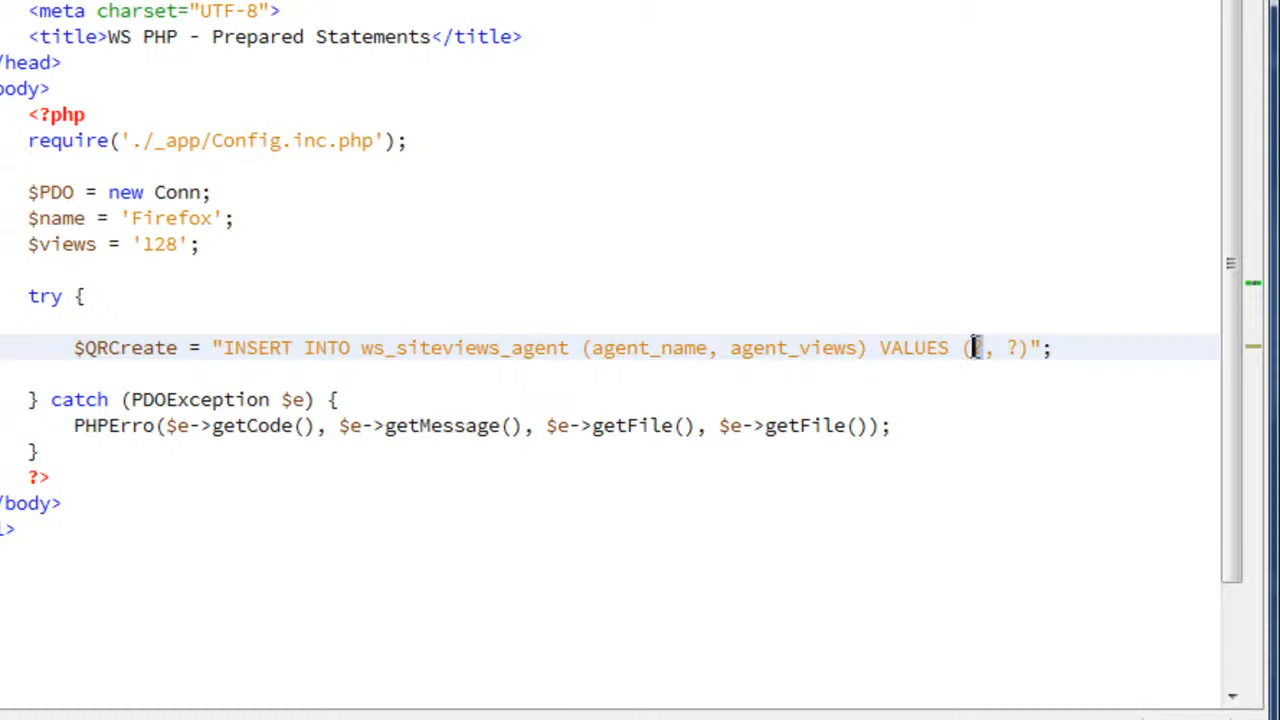 <meta charset="UTF-8">
<title>WS PHP - Prepared Statements</title>
/head>
body>
<?php
require('./_app/Config.inc.php');
$PDO = new Conn;
$name = 'Firefox';
$views = '128';
try {
$QRCreate = "INSERT INTO ws_siteviews_agent (agent_name, agent_views) VALUES (?, ?)";
} catch (PDOException $e) {
PHPErro($e->getCode(), $e->getMessage(), $e->getFile(), $e->getFile());
}
?>
/body>
l>